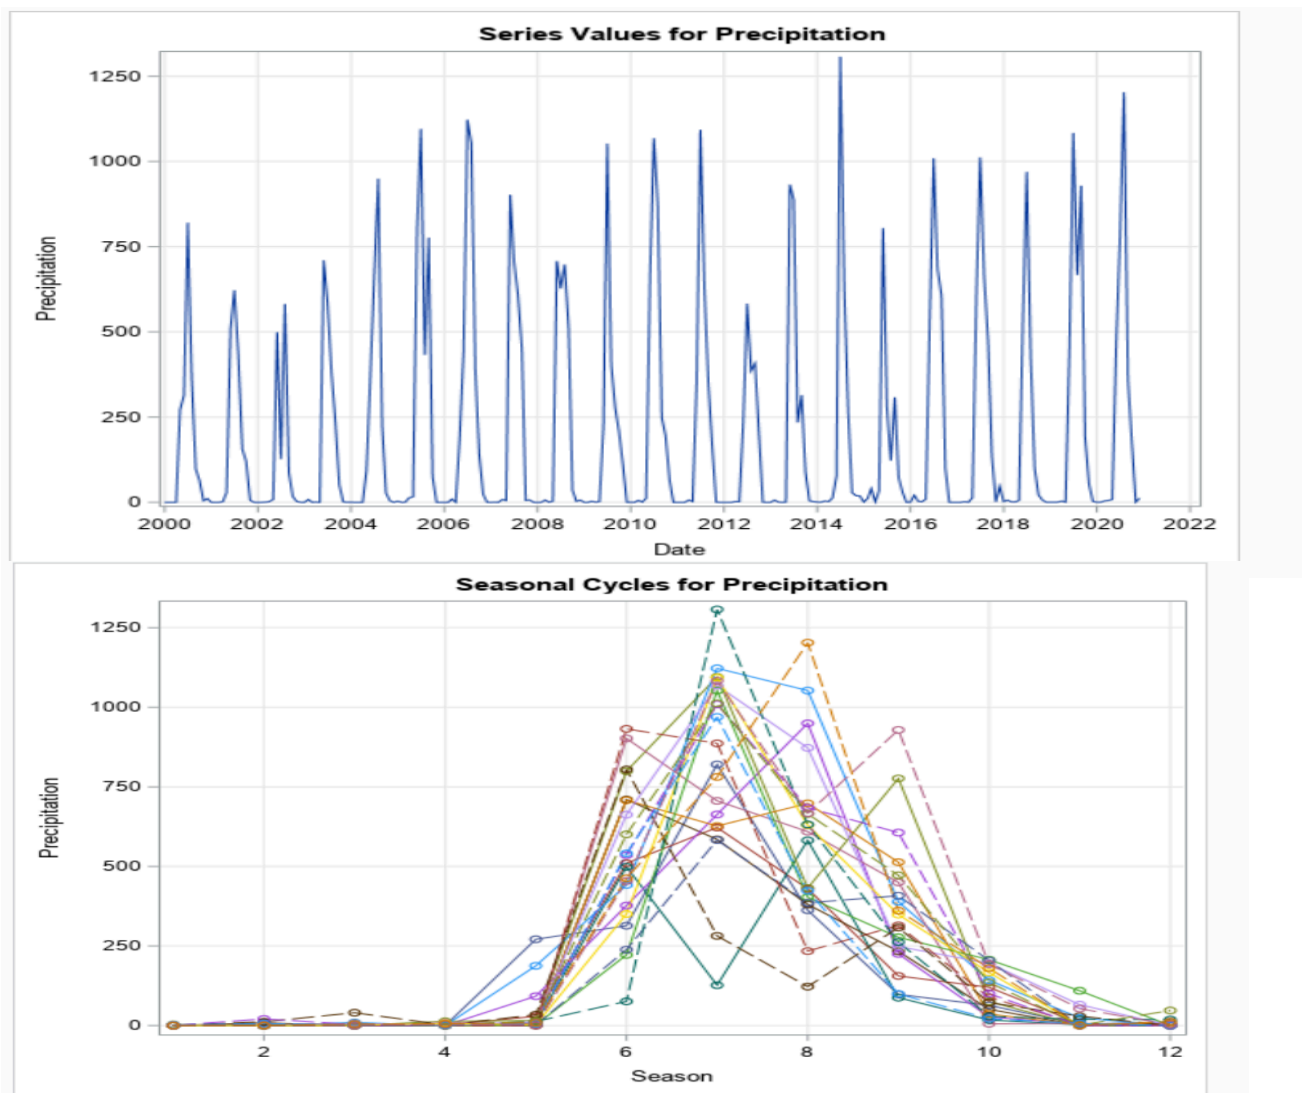 Series Values for Precipitation
1250
1000
750
500
250
0
Precipitation
2000 2002 2004 2006 2008 2010 2012 2014 2016 2018 2020 2022
Date
Seasonal Cycles for Precipitation
1250
1000
750
500
250
0
Precipitation
2 4 6 8 10 12
Season